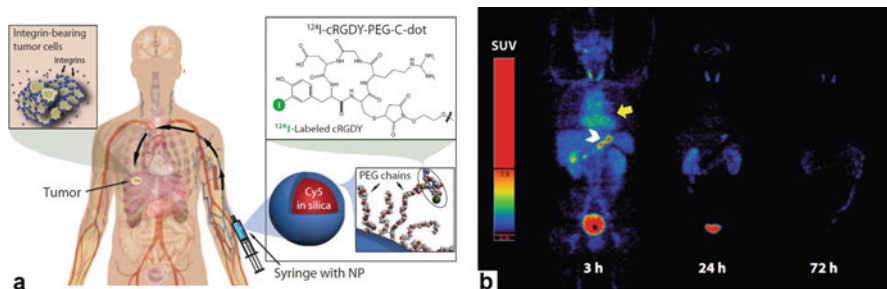 Integrin-bearing
tumor cells
Integrins
Tumor
a
Syringe with NP
124I-cRGDY-PEG-C-dot
HO
I
124I-Labeled cRGDY
Cy5
in silica
PEG chains
SUV
3 h
24 h
72 h
b